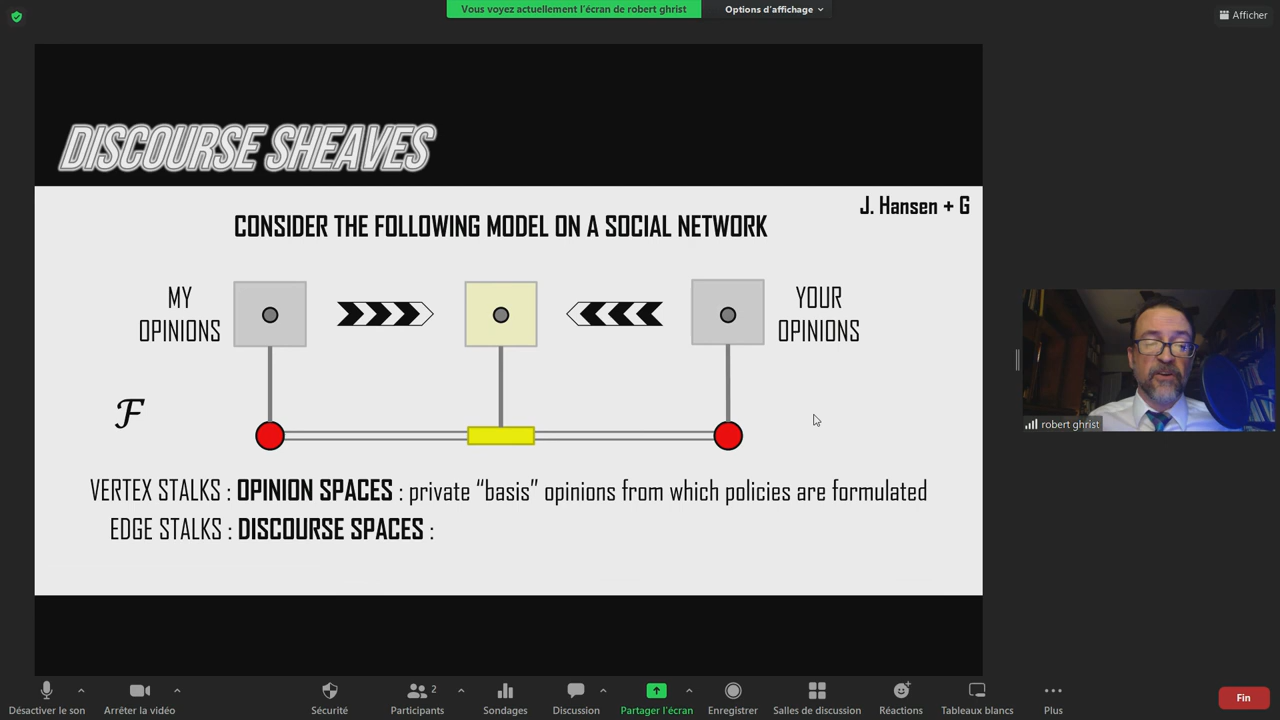 Vous voyez actuellement l'écran de robert ghrist
Options d'affichage
Afficher
DISCOURSE SHEAVES
J. Hansen + G
CONSIDER THE FOLLOWING MODEL ON A SOCIAL NETWORK
MY
OPINIONS
YOUR
OPINIONS
ℱ
VERTEX STALKS : OPINION SPACES : private “basis” opinions from which policies are formulated
EDGE STALKS : DISCOURSE SPACES :
robert ghrist
2
Désactiver le son
Arrêter la vidéo
Sécurité
Participants
Sondages
Discussion
Partager l'écran
Enregistrer
Salles de discussion
Réactions
Tableaux blancs
Plus
Fin